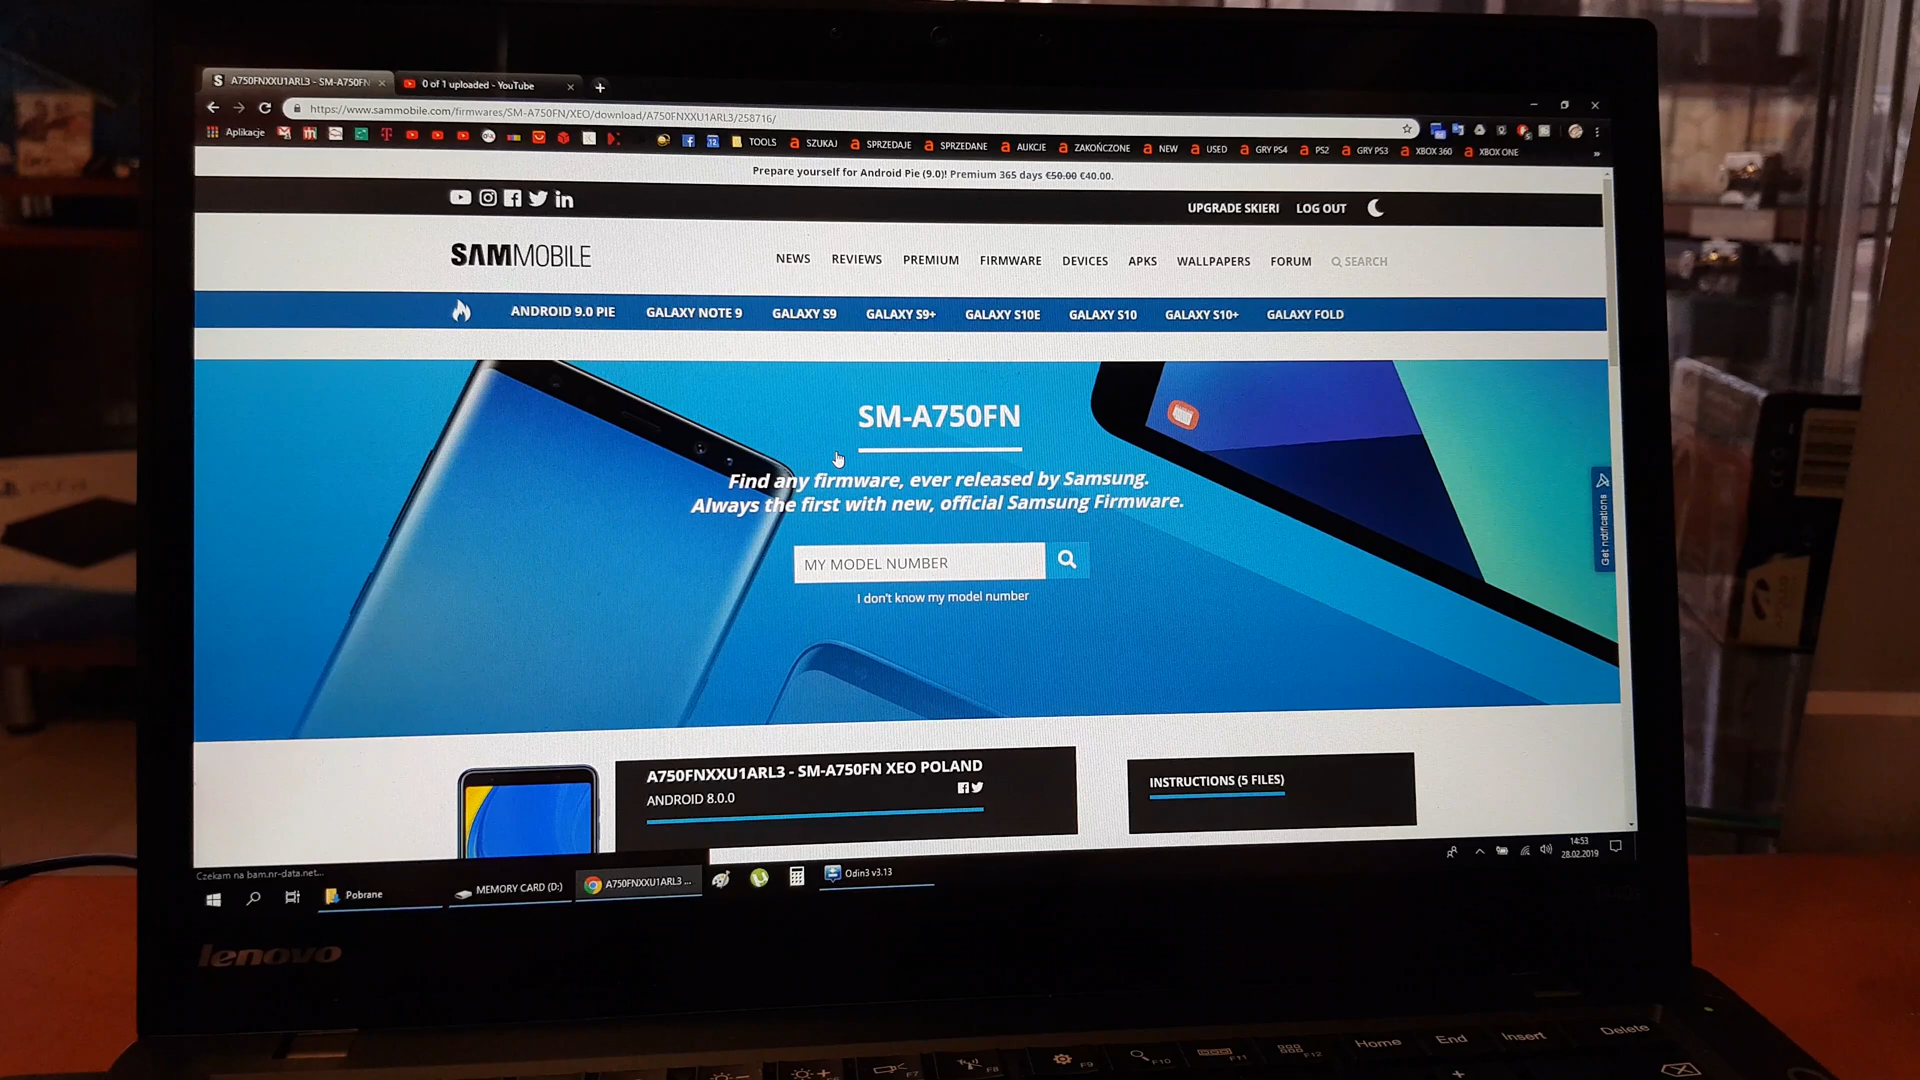 A750FNXXU1ARL3 - SM-A750FN
0 of 1 uploaded - YouTube
https://www.sammobile.com/firmwares/SM-A750FN/XEO/download/A750FNXXU1ARL3/258716/
Aplikacje
TOOLS
SZUKAJ
SPRZEDAJE
SPRZEDANE
AUKCJE
ZAKOŃCZONE
NEW
USED
GRY PS4
PS2
GRY PS3
XBOX 360
XBOX ONE
Prepare yourself for Android Pie (9.0)! Premium 365 days €50.00 €40.00.
UPGRADE SKIERI LOG OUT
SAMMOBILE
NEWS REVIEWS PREMIUM FIRMWARE DEVICES APKS WALLPAPERS FORUM SEARCH
ANDROID 9.0 PIE GALAXY NOTE 9 GALAXY S9 GALAXY S9+ GALAXY S10E GALAXY S10 GALAXY S10+ GALAXY FOLD
SM-A750FN
Find any firmware, ever released by Samsung.
Always the first with new, official Samsung Firmware.
MY MODEL NUMBER
I don't know my model number
Get notifications
A750FNXXU1ARL3 - SM-A750FN XEO POLAND
ANDROID 8.0.0
INSTRUCTIONS (5 FILES)
Czekam na bam.nr-data.net...
Pobrane
MEMORY CARD (D:)
A750FNXXU1ARL3 ...
Odin3 v3.13
14:53
28.02.2019
lenovo
F7 F8 F9 F10 F11 F12 Home End Insert Delete